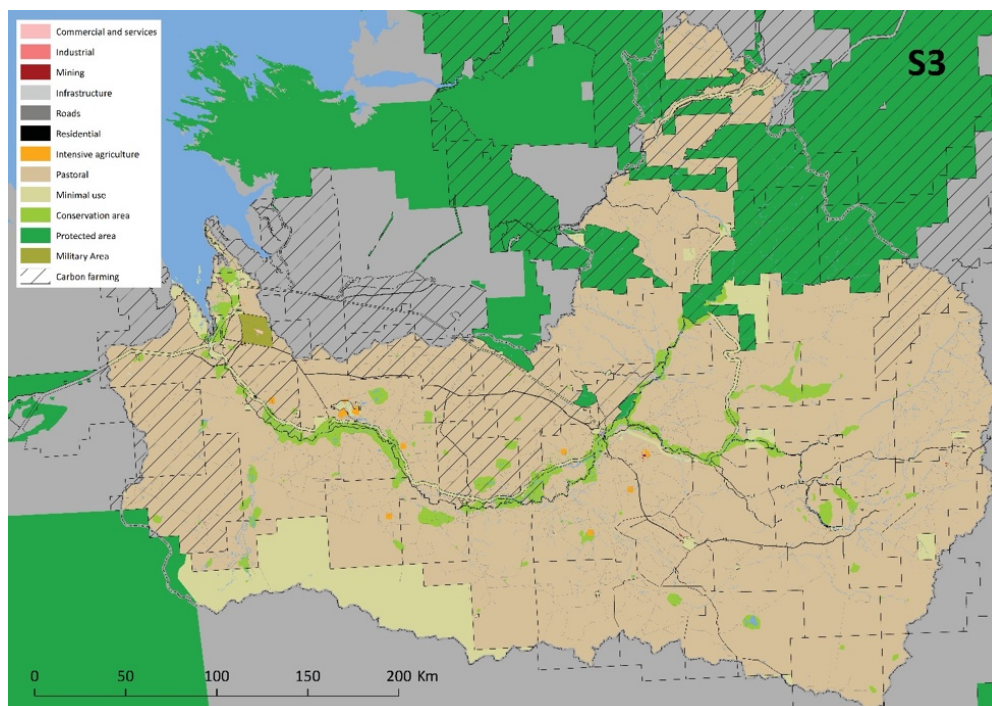 Commercial and services
Industrial
Mining
Infrastructure
Roads
Residential
Intensive agriculture
Pastoral
Minimal use
Conservation area
Protected area
Military Area
Carbon farming
S3
0 50 100 150 200 Km